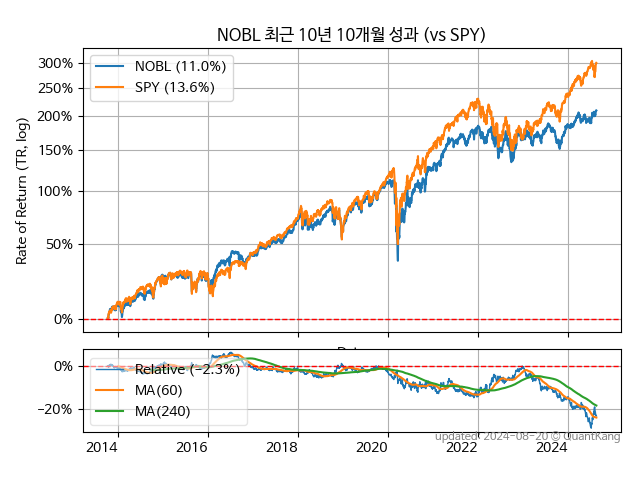 NOBL 최근 10년 10개월 성과 (vs SPY)
Rate of Return (TR, log)
300%
250%
200%
150%
100%
50%
0%
NOBL (11.0%)
SPY (13.6%)
0%
−20%
Relative (−2.3%)
MA(60)
MA(240)
2014 2016 2018 2020 2022 2024
updated: 2024-08-20 © QuantKang